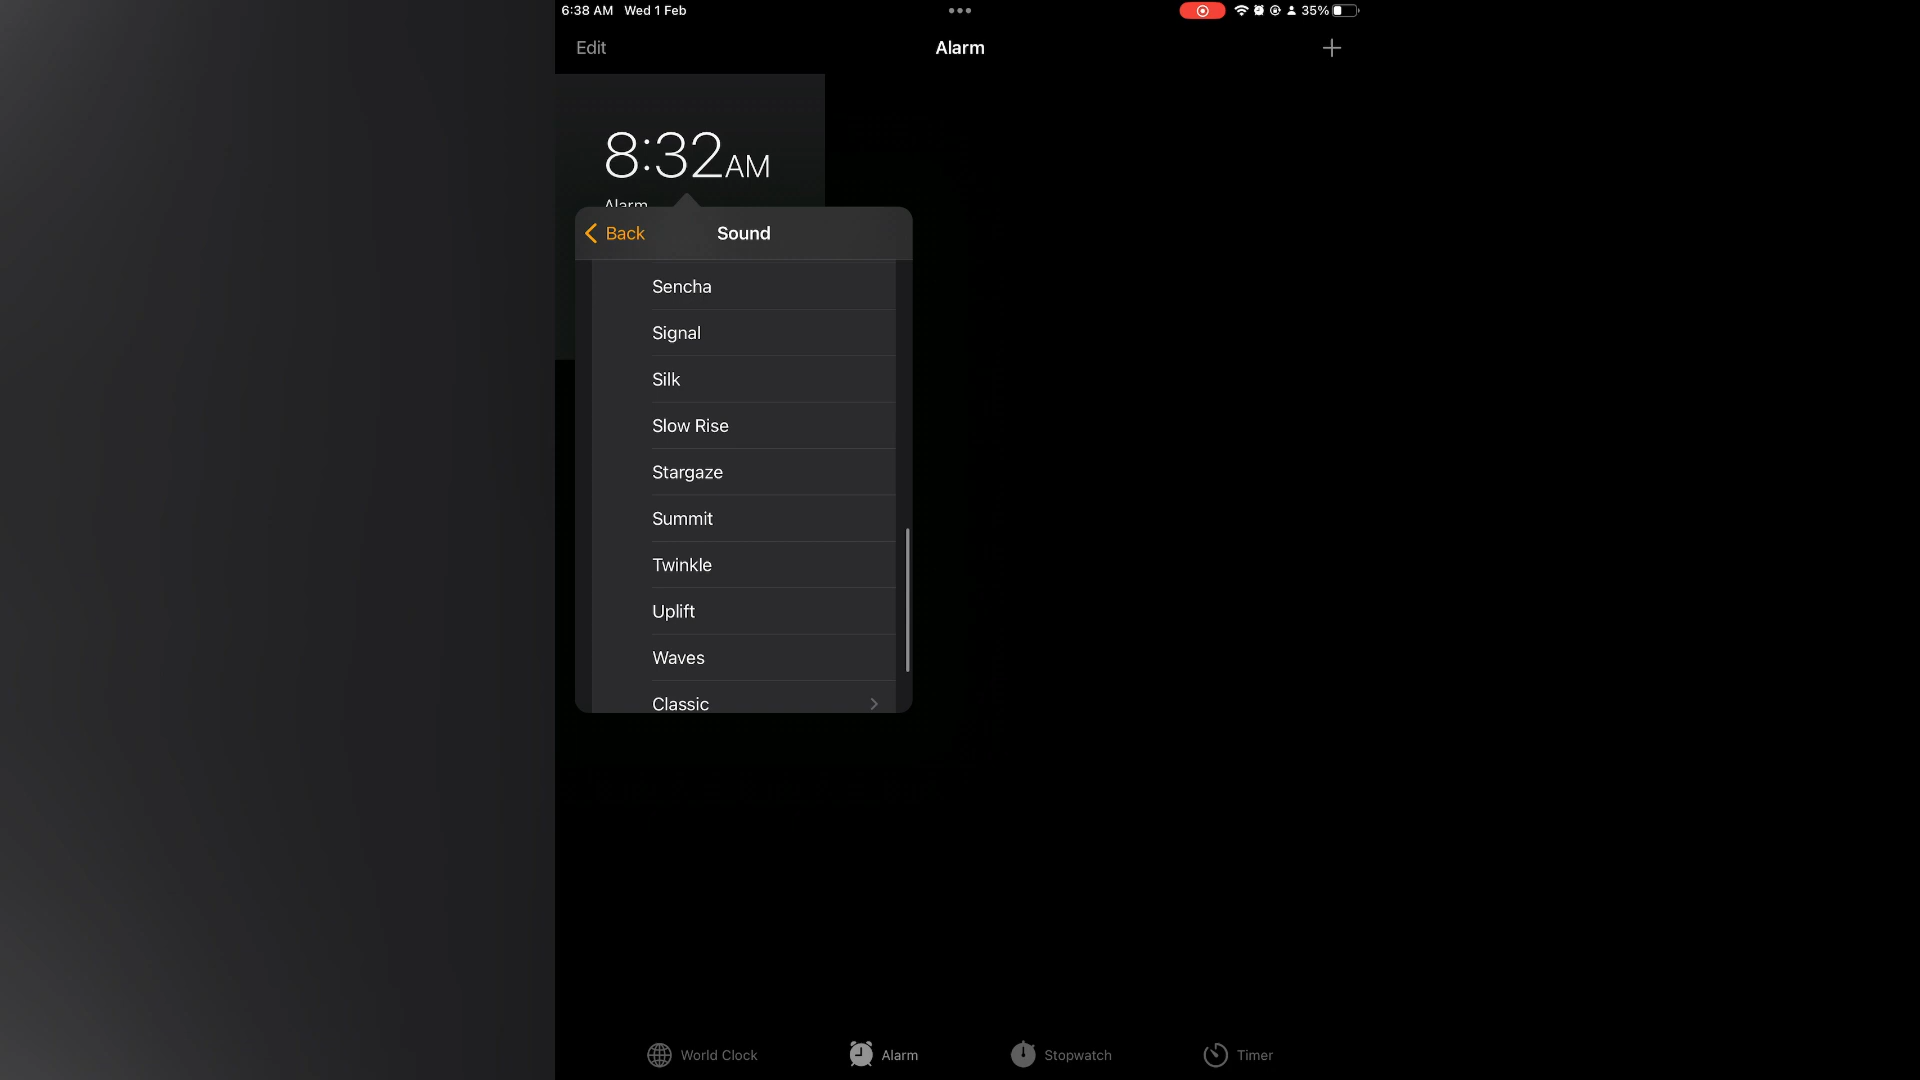 6:38 AM Wed 1 Feb
35%
Edit
Alarm
8:32AM
Alarm
Back
Sound
Sencha
Signal
Silk
Slow Rise
Stargaze
Summit
Twinkle
Uplift
Waves
Classic
World Clock
Alarm
Stopwatch
Timer